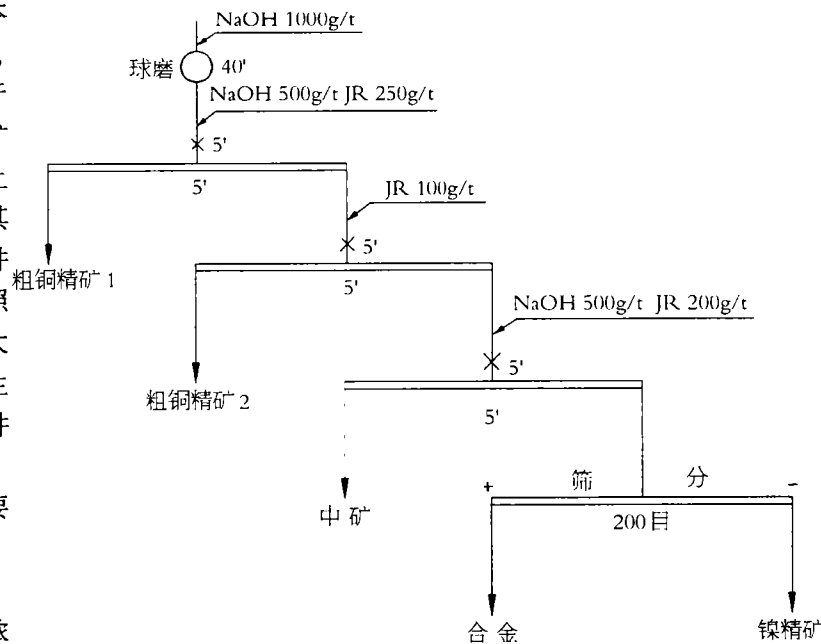 NaOH 1000g/t
球磨 40'
NaOH 500g/t JR 250g/t
5'
5'
JR 100g/t
5'
粗铜精矿 1
5'
NaOH 500g/t JR 200g/t
5'
粗铜精矿 2
5'
+ 筛 分 -
200目
中 矿
合 金
镍精矿